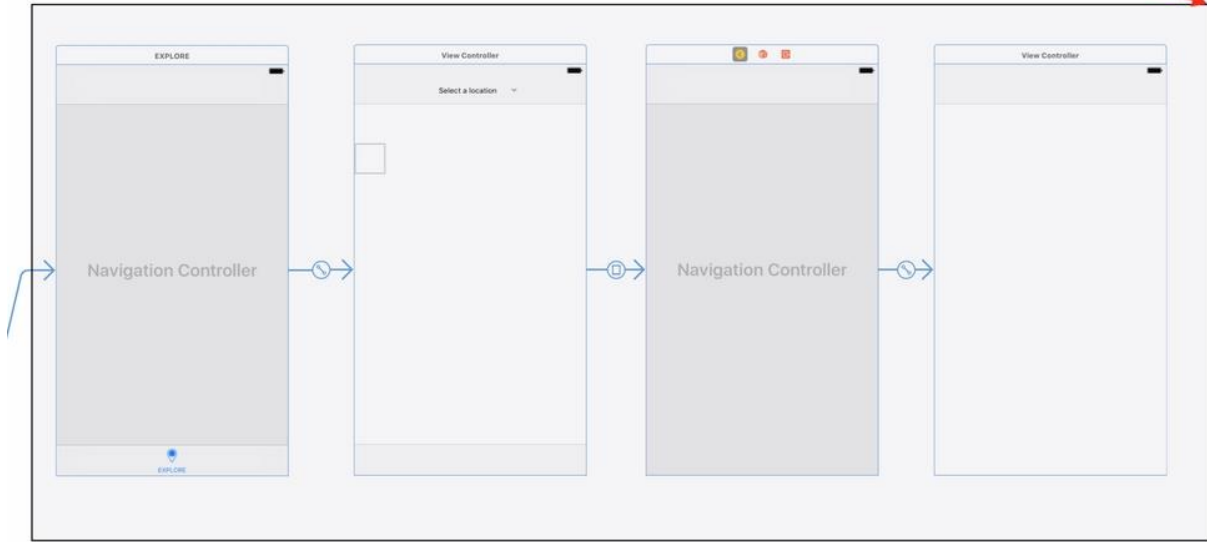 EXPLORE
View Controller
View Controller
Select a location
Navigation Controller
Navigation Controller
EXPLORE